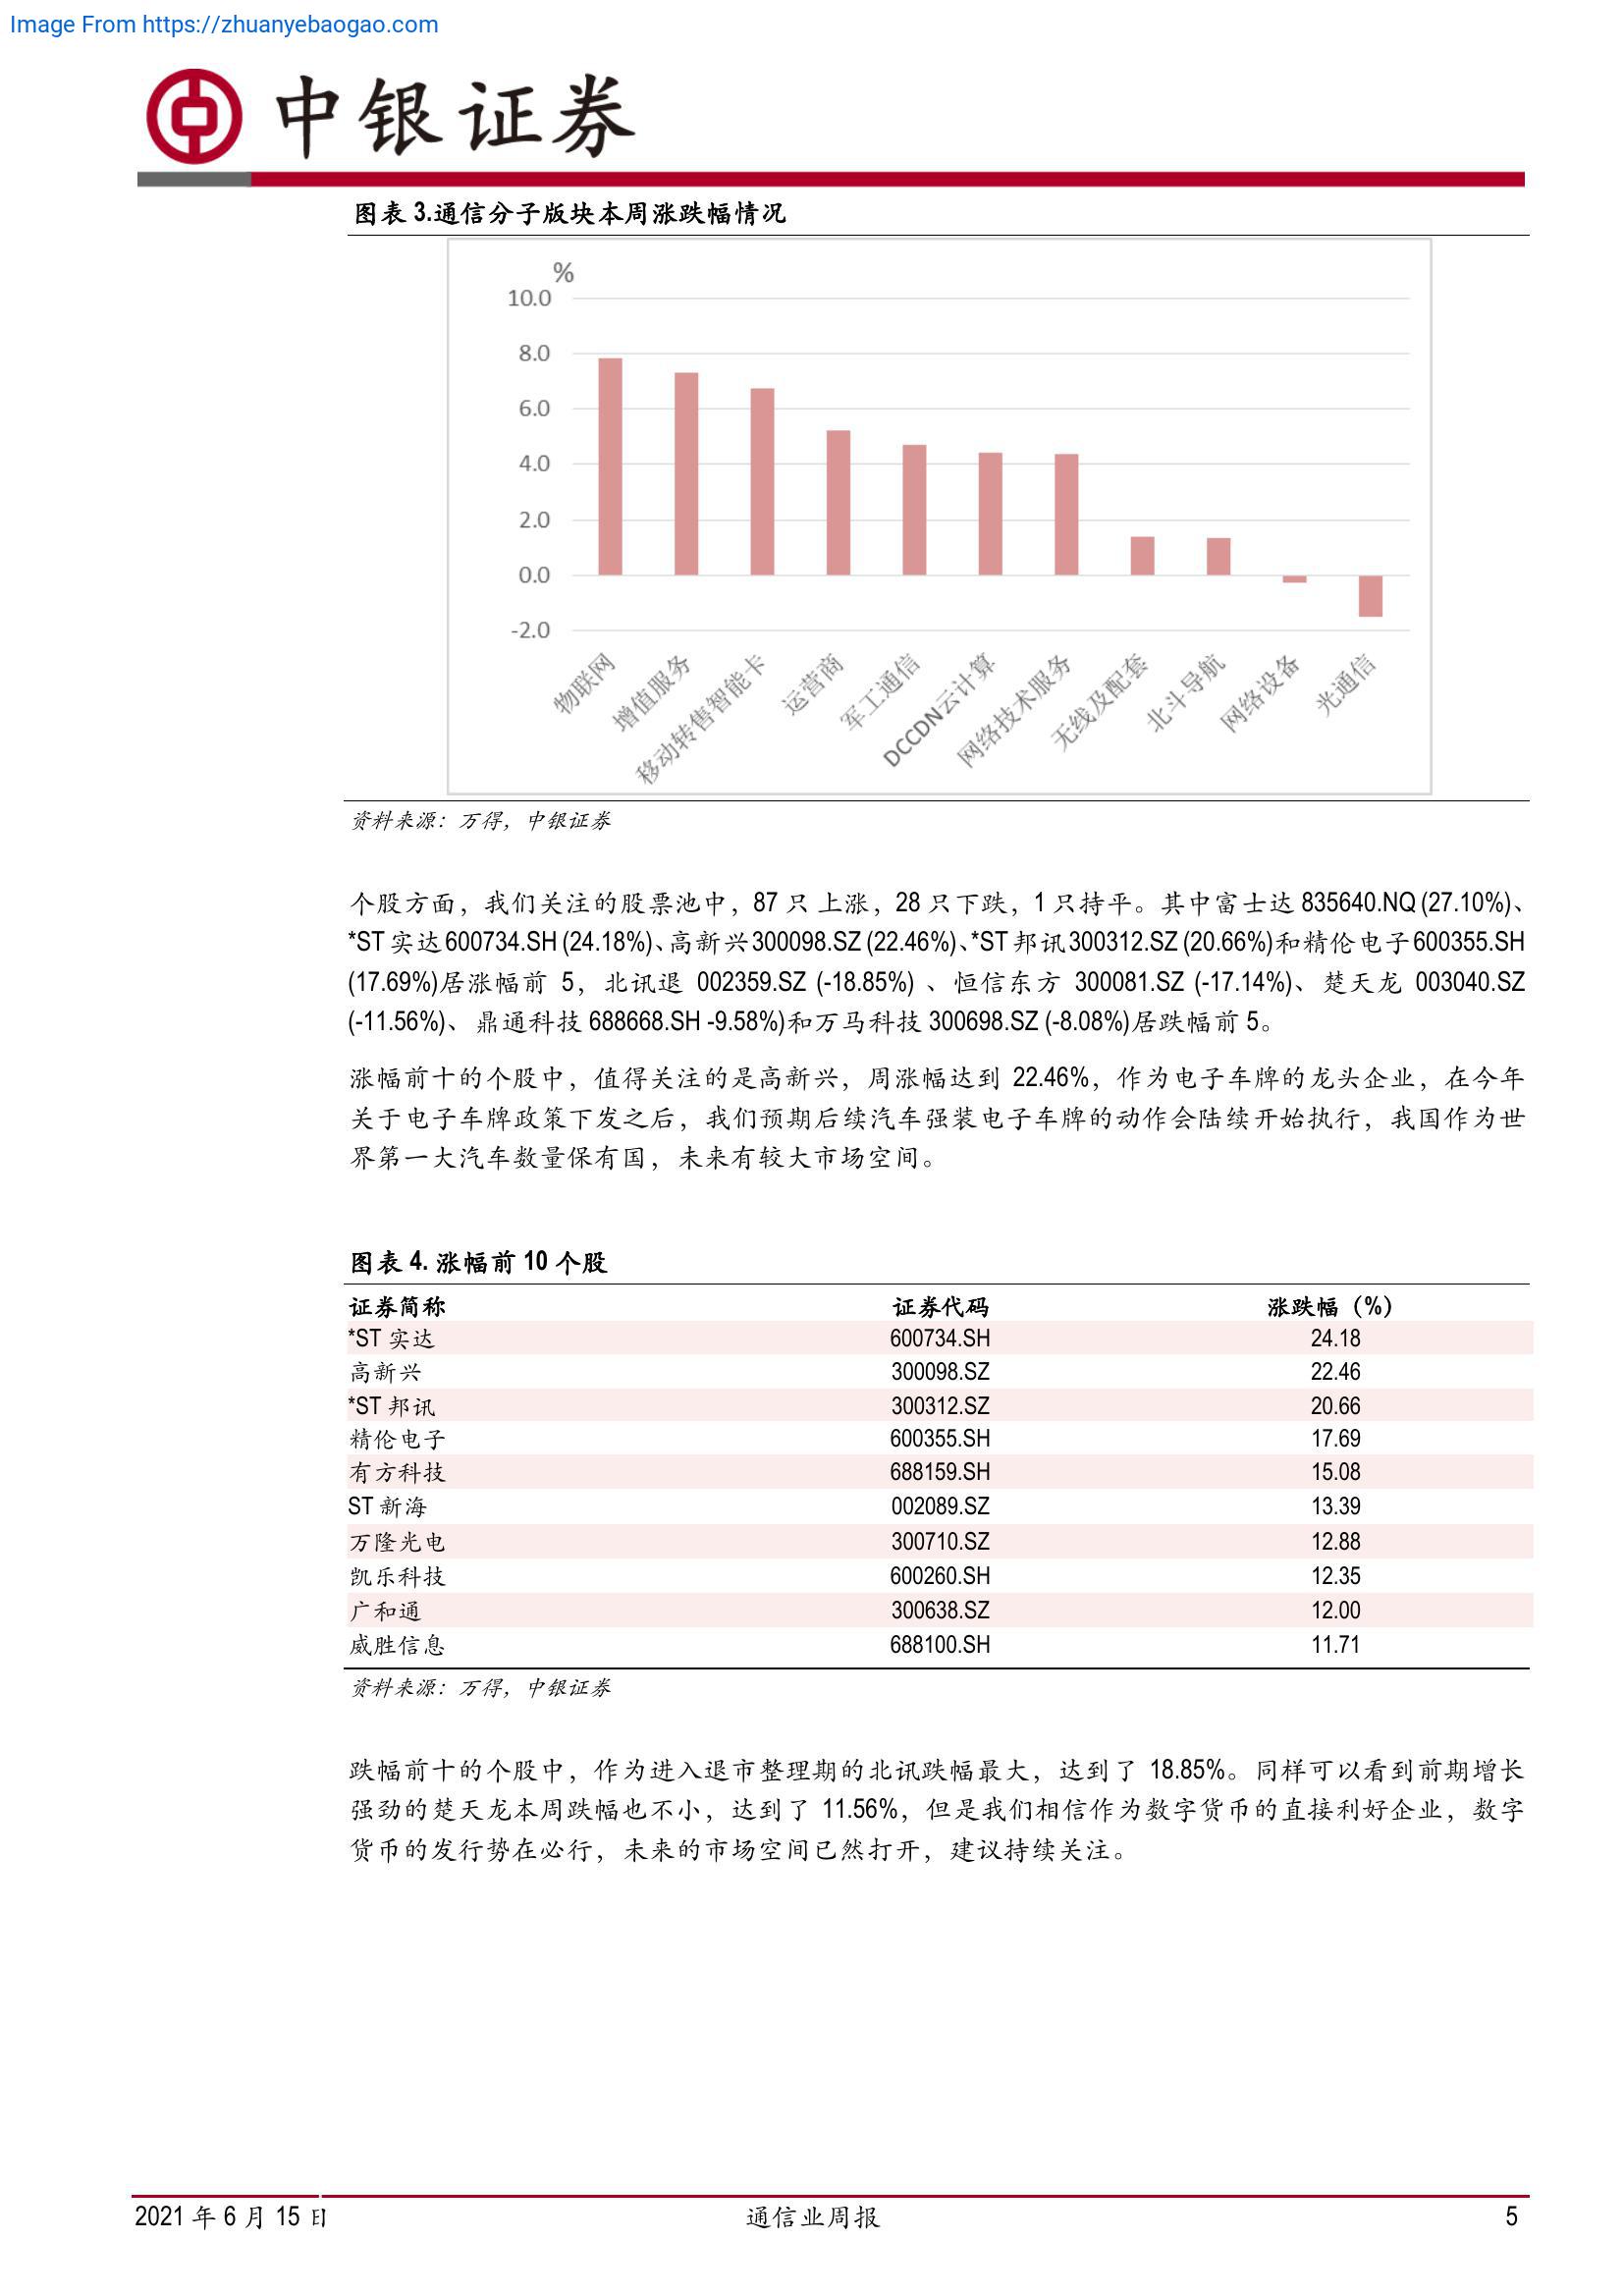 Image From https://zhuanyebaogao.com
中银证券
图表 3.通信分子版块本周涨跌幅情况
%
10.0
8.0
6.0
4.0
2.0
0.0
-2.0
物联网
增值服务
移动转售智能卡
运营商
军工通信
DCCDN云计算
网络技术服务
无线及配套
北斗导航
网络设备
光通信
资料来源：万得，中银证券
个股方面，我们关注的股票池中，87 只 上涨，28 只下跌，1 只持平。其中富士达 835640.NQ (27.10%)、
*ST 实达 600734.SH (24.18%)、高新兴 300098.SZ (22.46%)、*ST 邦讯 300312.SZ (20.66%)和精伦电子 600355.SH
(17.69%)居涨幅前 5，北讯退 002359.SZ (-18.85%) 、恒信东方 300081.SZ (-17.14%)、楚天龙 003040.SZ
(-11.56%)、鼎通科技 688668.SH -9.58%)和万马科技 300698.SZ (-8.08%)居跌幅前 5。
涨幅前十的个股中，值得关注的是高新兴，周涨幅达到 22.46%，作为电子车牌的龙头企业，在今年
关于电子车牌政策下发之后，我们预期后续汽车强装电子车牌的动作会陆续开始执行，我国作为世
界第一大汽车数量保有国，未来有较大市场空间。
图表 4. 涨幅前 10 个股
证券简称 证券代码 涨跌幅（%）
*ST 实达 600734.SH 24.18
高新兴 300098.SZ 22.46
*ST 邦讯 300312.SZ 20.66
精伦电子 600355.SH 17.69
有方科技 688159.SH 15.08
ST 新海 002089.SZ 13.39
万隆光电 300710.SZ 12.88
凯乐科技 600260.SH 12.35
广和通 300638.SZ 12.00
威胜信息 688100.SH 11.71
资料来源：万得，中银证券
跌幅前十的个股中，作为进入退市整理期的北讯跌幅最大，达到了 18.85%。同样可以看到前期增长
强劲的楚天龙本周跌幅也不小，达到了 11.56%，但是我们相信作为数字货币的直接利好企业，数字
货币的发行势在必行，未来的市场空间已然打开，建议持续关注。
2021 年 6 月 15 日 通信业周报 5